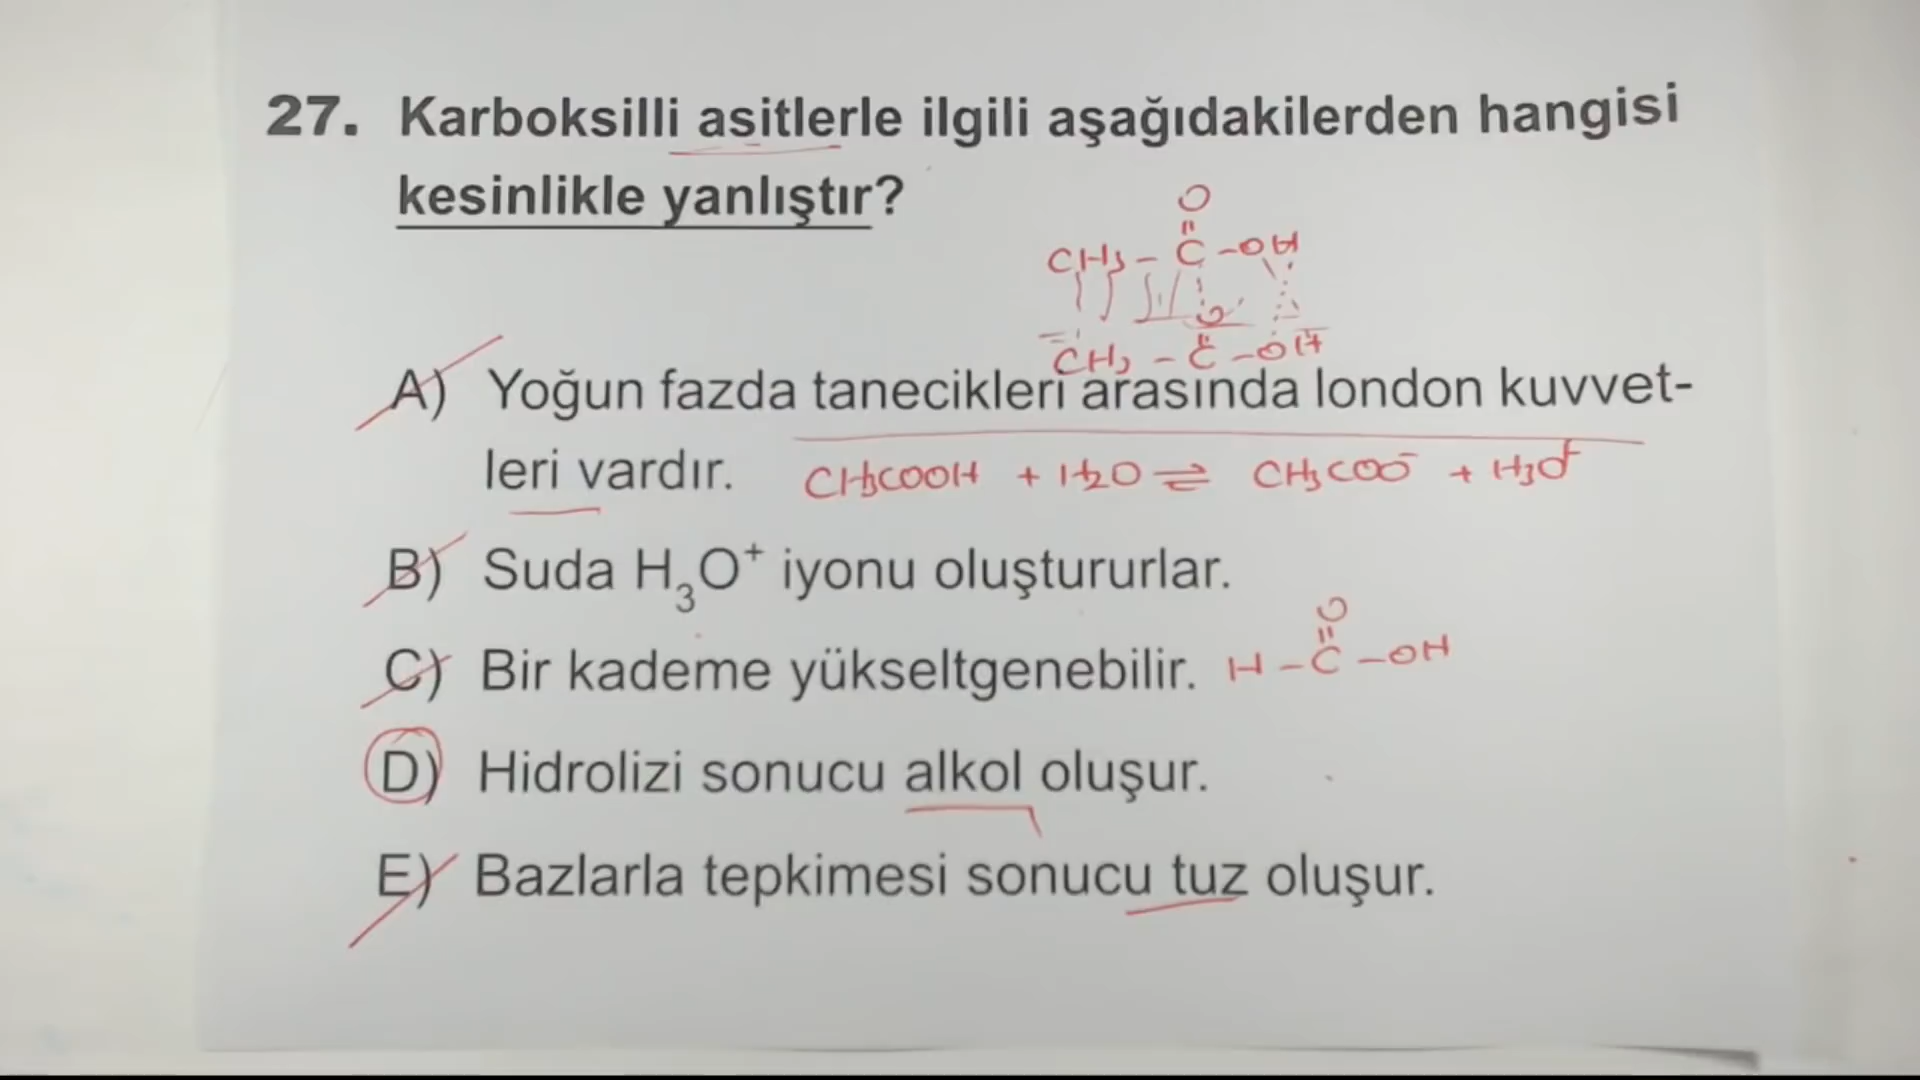 27. Karboksilli asitlerle ilgili aşağıdakilerden hangisi
kesinlikle yanlıştır?
O
CH3 - C - OH
O
CH3 - C - OH
A) Yoğun fazda tanecikleri arasında london kuvvet-
leri vardır. CH3COOH + H2O ⇌ CH3COO⁻ + H3O⁺
B) Suda H₃O⁺ iyonu oluştururlar.
O
C) Bir kademe yükseltgenebilir. H - C - OH
D) Hidrolizi sonucu alkol oluşur.
E) Bazlarla tepkimesi sonucu tuz oluşur.